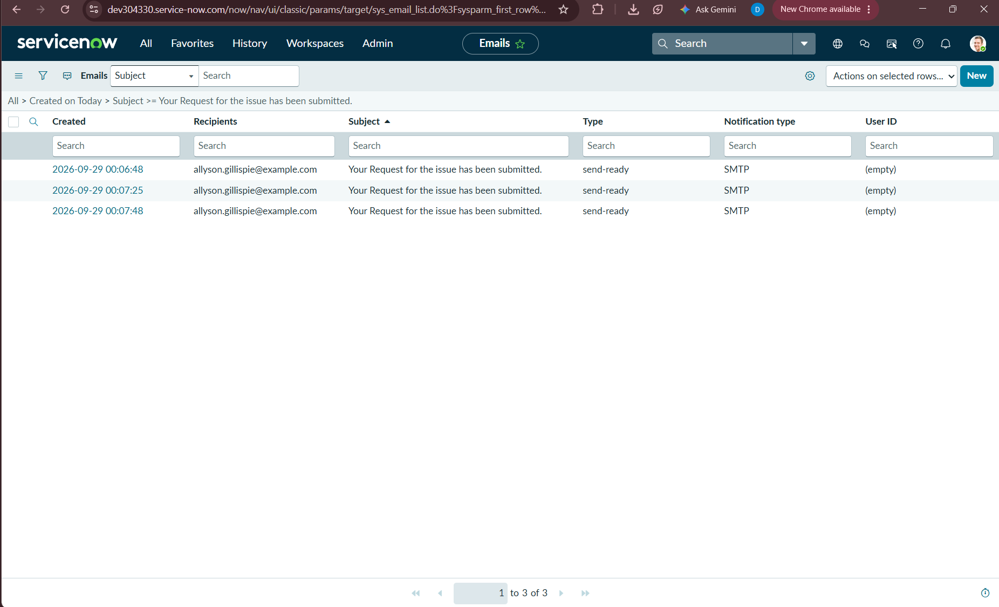 dev304330.service-now.com/now/nav/ui/classic/params/target/sys_email_list.do%3Fsysparm_first_row%... Ask Gemini D New Chrome available
servicenow All Favorites History Workspaces Admin Emails Search
Emails Subject Search Actions on selected rows... New
All > Created on Today > Subject >= Your Request for the issue has been submitted.
Created Recipients Subject Type Notification type User ID
Search Search Search Search Search Search
2026-09-29 00:06:48 allyson.gillispie@example.com Your Request for the issue has been submitted. send-ready SMTP (empty)
2026-09-29 00:07:25 allyson.gillispie@example.com Your Request for the issue has been submitted. send-ready SMTP (empty)
2026-09-29 00:07:48 allyson.gillispie@example.com Your Request for the issue has been submitted. send-ready SMTP (empty)
1 to 3 of 3